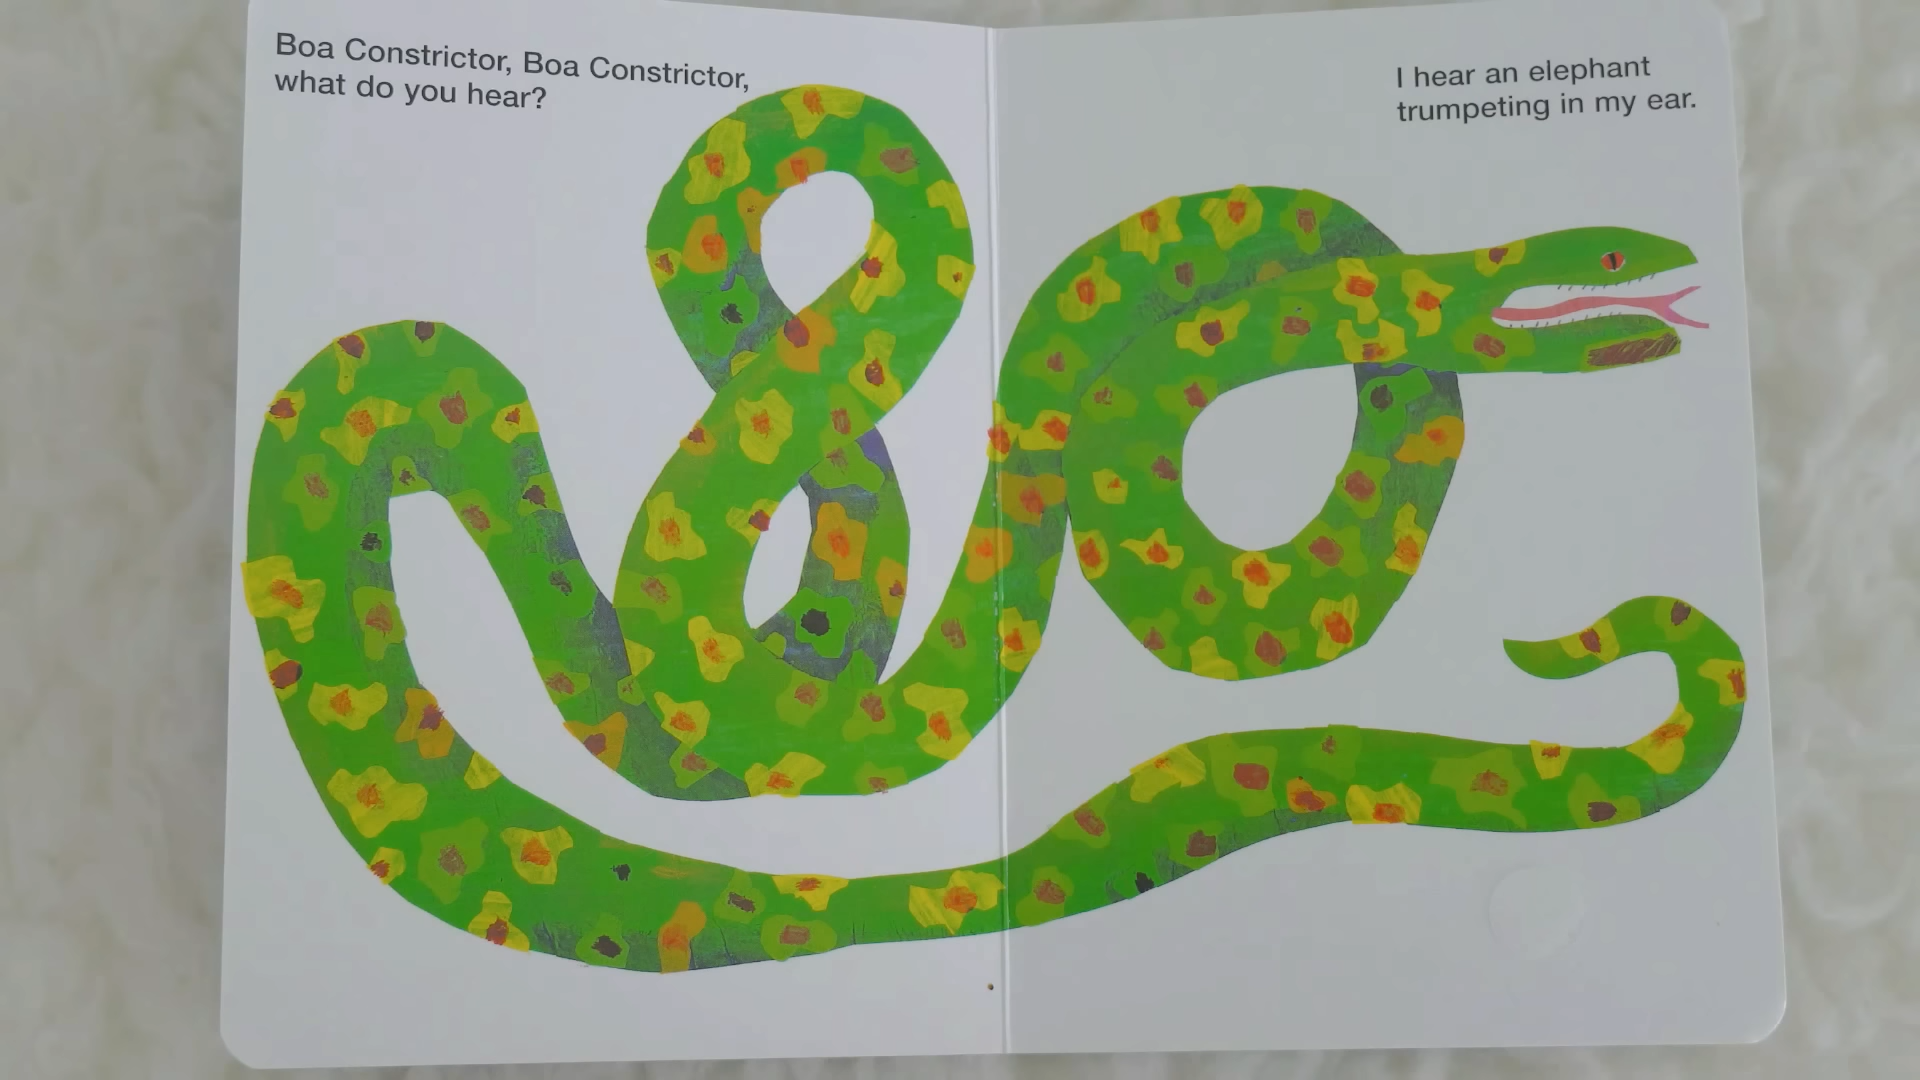 Boa Constrictor, Boa Constrictor,
what do you hear?
I hear an elephant
trumpeting in my ear.